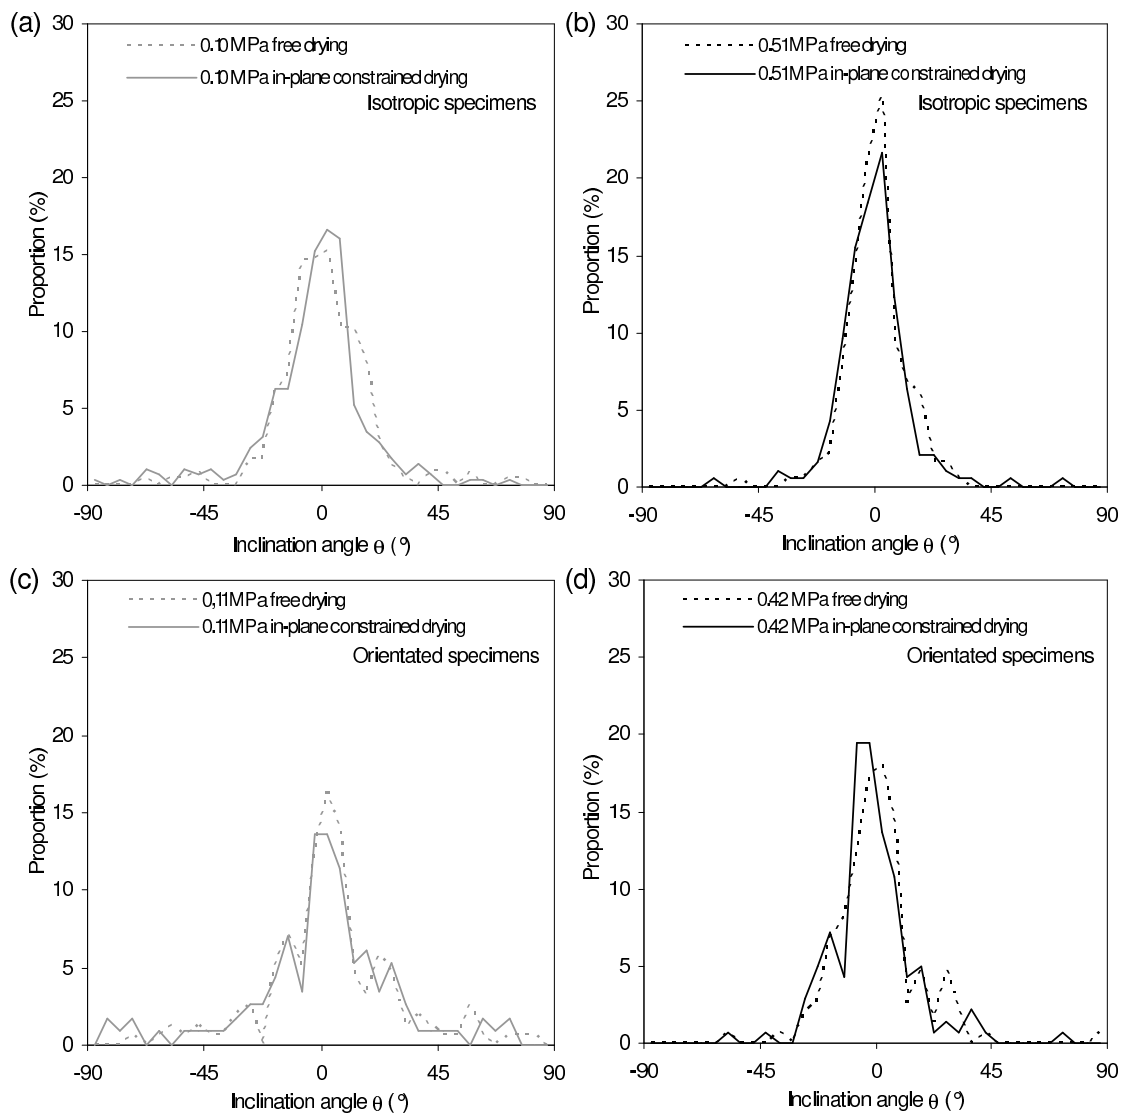 (a)
30
25
20
15
10
5
0
Proportion (%)
0.10 MPa free drying
0.10 MPa in-plane constrained drying
Isotropic specimens
-90 -45 0 45 90
Inclination angle θ (°)
(b)
30
25
20
15
10
5
0
Proportion (%)
0.51 MPa free drying
0.51 MPa in-plane constrained drying
Isotropic specimens
-90 -45 0 45 90
Inclination angle θ (°)
(c)
30
25
20
15
10
5
0
Proportion (%)
0,11 MPa free drying
0.11 MPa in-plane constrained drying
Orientated specimens
-90 -45 0 45 90
Inclination angle θ (°)
(d)
30
25
20
15
10
5
0
Proportion (%)
0.42 MPa free drying
0.42 MPa in-plane constrained drying
Orientated specimens
-90 -45 0 45 90
Inclination angle θ (°)